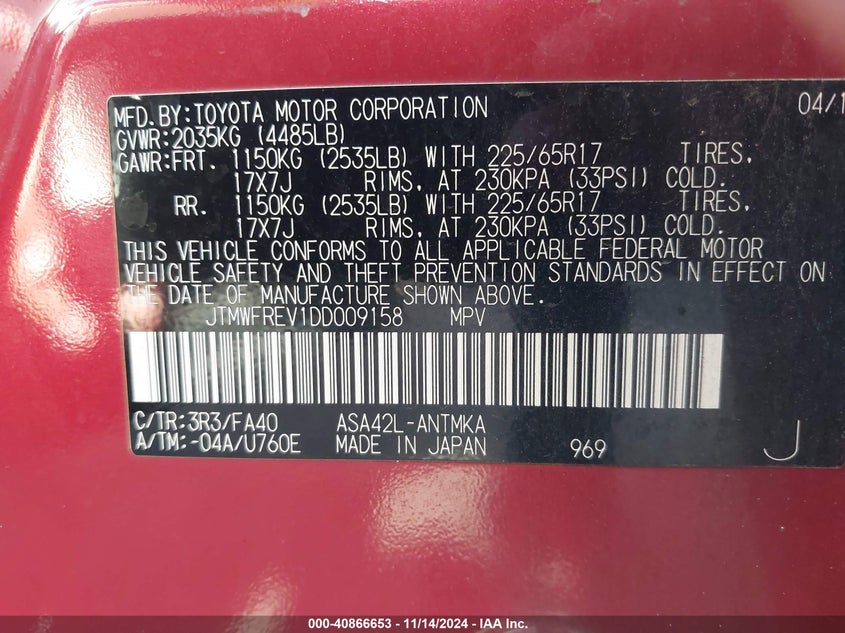 MFD.BY:TOYOTA MOTOR CORPORATION 04/1
GVWR:2035KG (4485LB)
GAWR:FRT. 1150KG (2535LB) WITH 225/65R17 TIRES,
17X7J RIMS, AT 230KPA (33PSI) COLD.
RR. 1150KG (2535LB) WITH 225/65R17 TIRES,
17X7J RIMS, AT 230KPA (33PSI) COLD.
THIS VEHICLE CONFORMS TO ALL APPLICABLE FEDERAL MOTOR
VEHICLE SAFETY AND THEFT PREVENTION STANDARDS IN EFFECT ON
THE DATE OF MANUFACTURE SHOWN ABOVE.
JTMWFREV1DD009158 MPV
C/TR:3R3/FA40 ASA42L-ANTMKA
A/TM:-04A/U760E MADE IN JAPAN 969 J
000-40866653 - 11/14/2024 - IAA Inc.